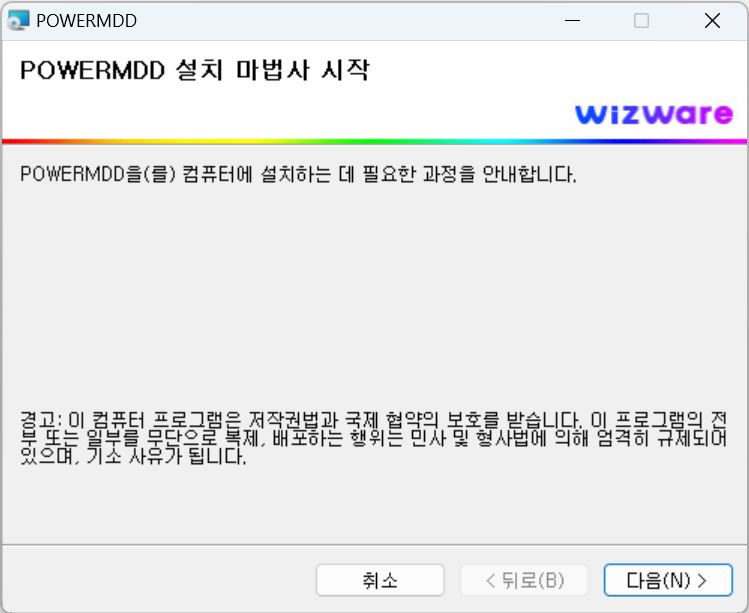 POWERMDD
POWERMDD 설치 마법사 시작
wizware
POWERMDD을(를) 컴퓨터에 설치하는 데 필요한 과정을 안내합니다.
경고: 이 컴퓨터 프로그램은 저작권법과 국제 협약의 보호를 받습니다. 이 프로그램의 전
부 또는 일부를 무단으로 복제, 배포하는 행위는 민사 및 형사법에 의해 엄격히 규제되어
있으며, 기소 사유가 됩니다.
취소
< 뒤로(B)
다음(N) >